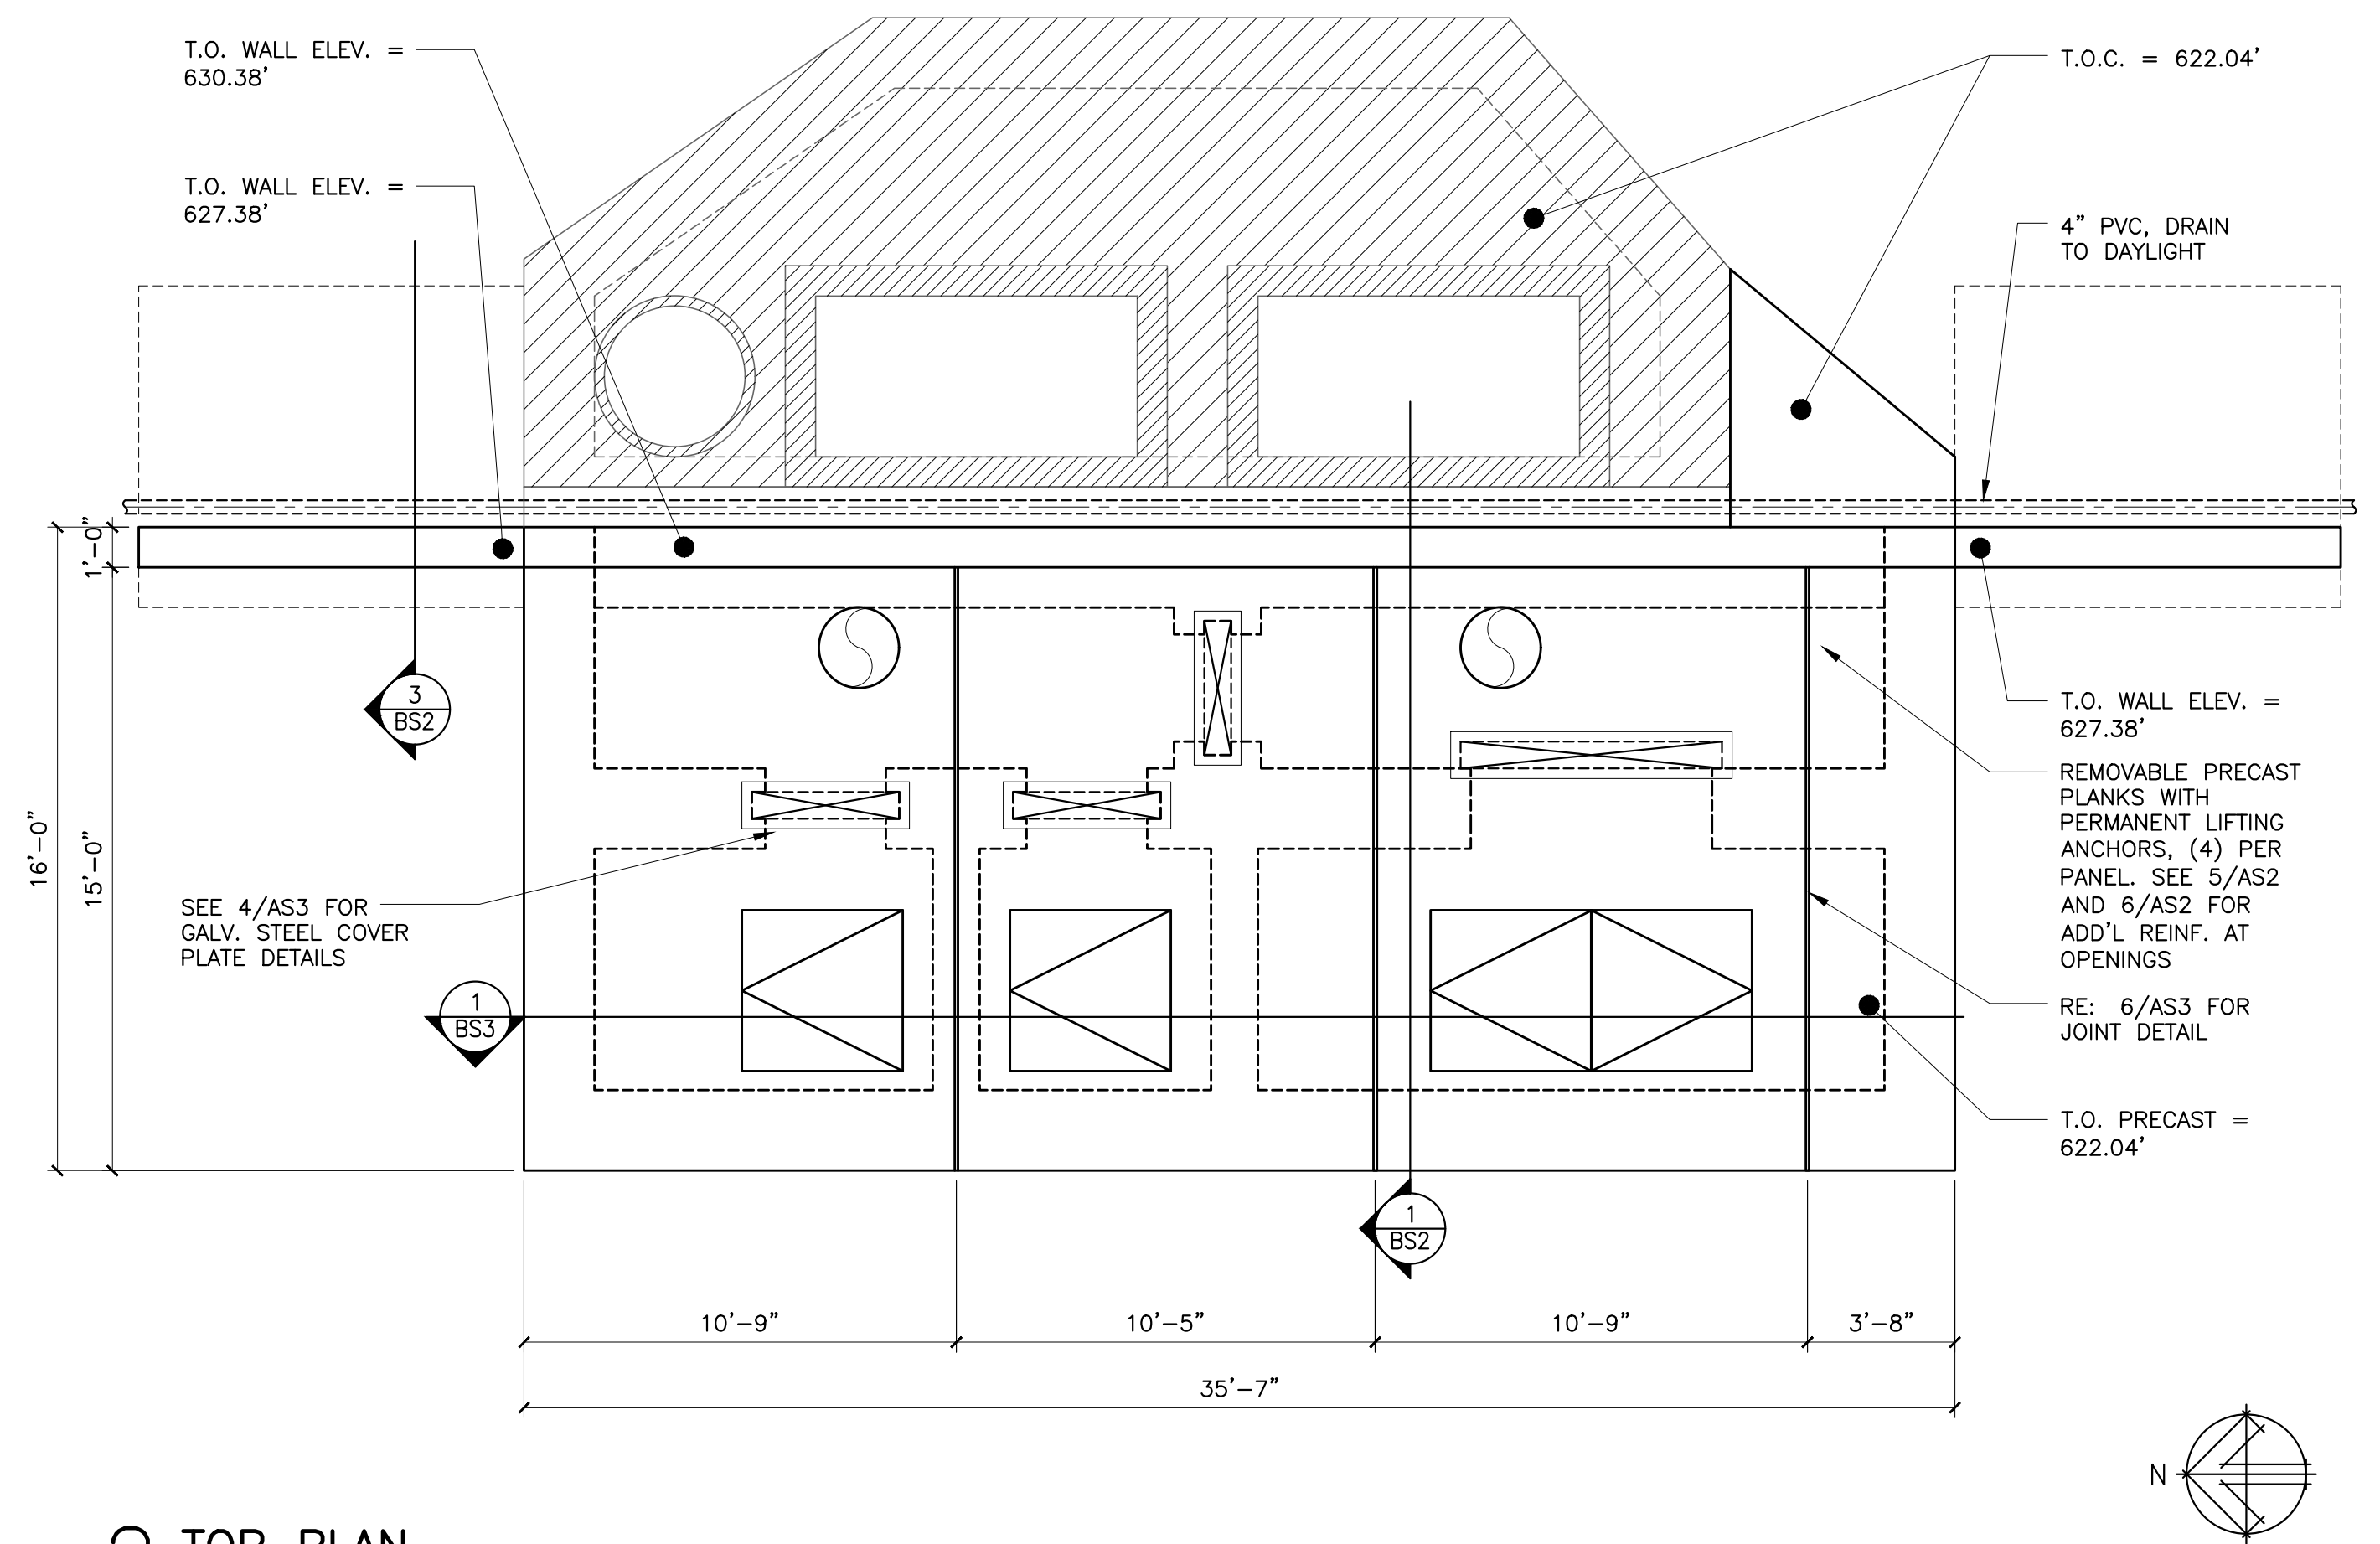 T.O. WALL ELEV. =
630.38'
T.O.C. = 622.04'
T.O. WALL ELEV. =
627.38'
4" PVC, DRAIN
TO DAYLIGHT
1'-0"
16'-0"
15'-0"
3
BS2
T.O. WALL ELEV. =
627.38'
REMOVABLE PRECAST
PLANKS WITH
PERMANENT LIFTING
ANCHORS, (4) PER
PANEL. SEE 5/AS2
AND 6/AS2 FOR
ADD'L REINF. AT
OPENINGS
SEE 4/AS3 FOR
GALV. STEEL COVER
PLATE DETAILS
1
BS3
RE: 6/AS3 FOR
JOINT DETAIL
T.O. PRECAST =
622.04'
1
BS2
10'-9"
10'-5"
10'-9"
3'-8"
35'-7"
N
TOP PLAN